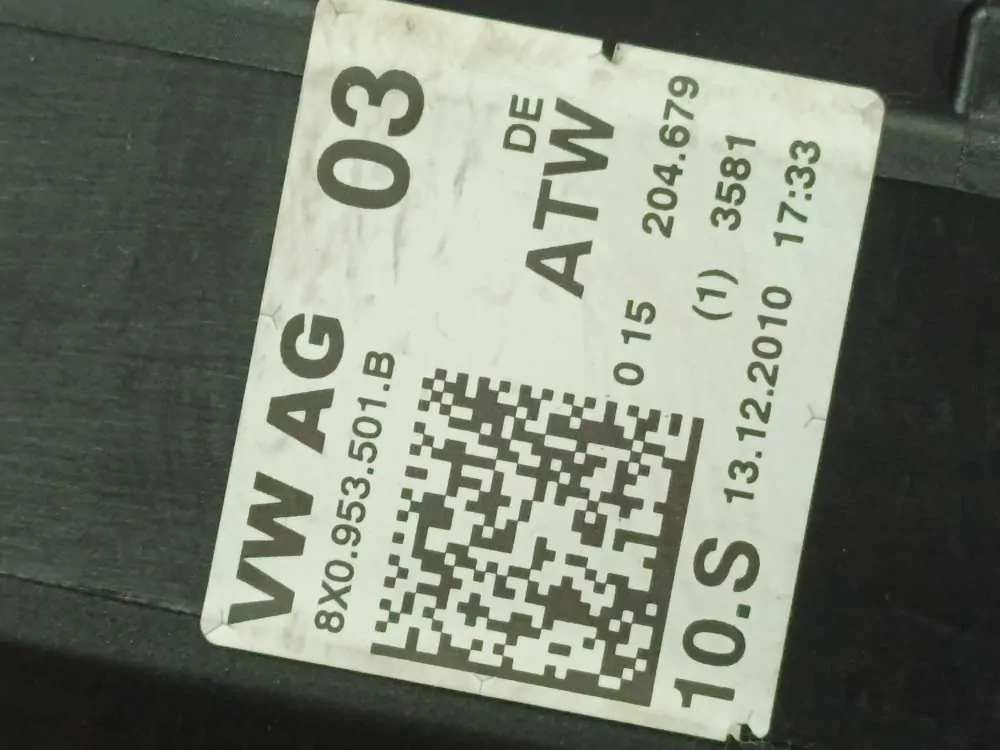 VW AG 03
8X0.953.501.B
DE
ATW
0 15 204.679
(1) 3581
10.S 13.12.2010 17:33